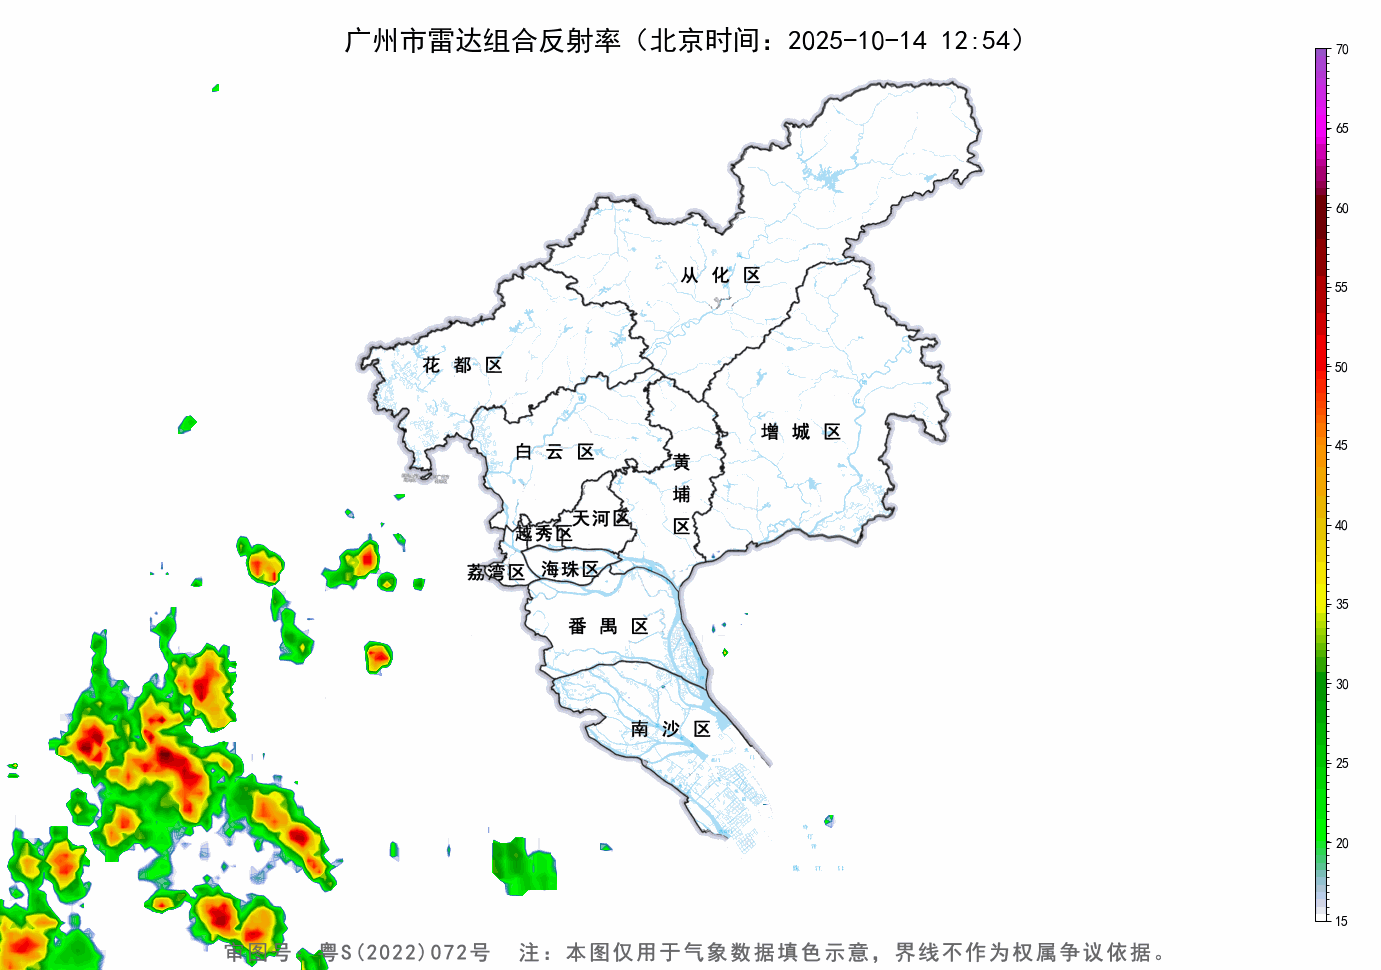 广州市雷达组合反射率（北京时间：2025-10-14 12:54）
70
65
60
55
50
45
40
35
30
25
20
15
从化区
花都区
增城区
白云区
黄埔区
天河区
越秀区
荔湾区
海珠区
番禺区
南沙区
审图号：粤S(2022)072号 注：本图仅用于气象数据填色示意，界线不作为权属争议依据。